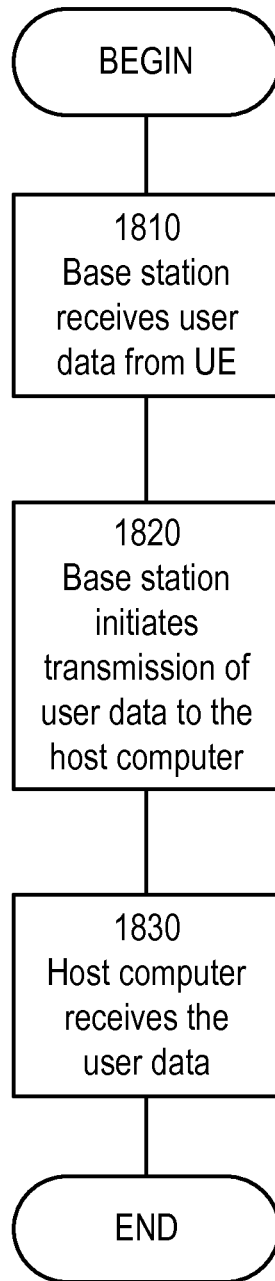 BEGIN
1810
Base station
receives user
data from UE
1820
Base station
initiates
transmission of
user data to the
host computer
1830
Host computer
receives the
user data
END